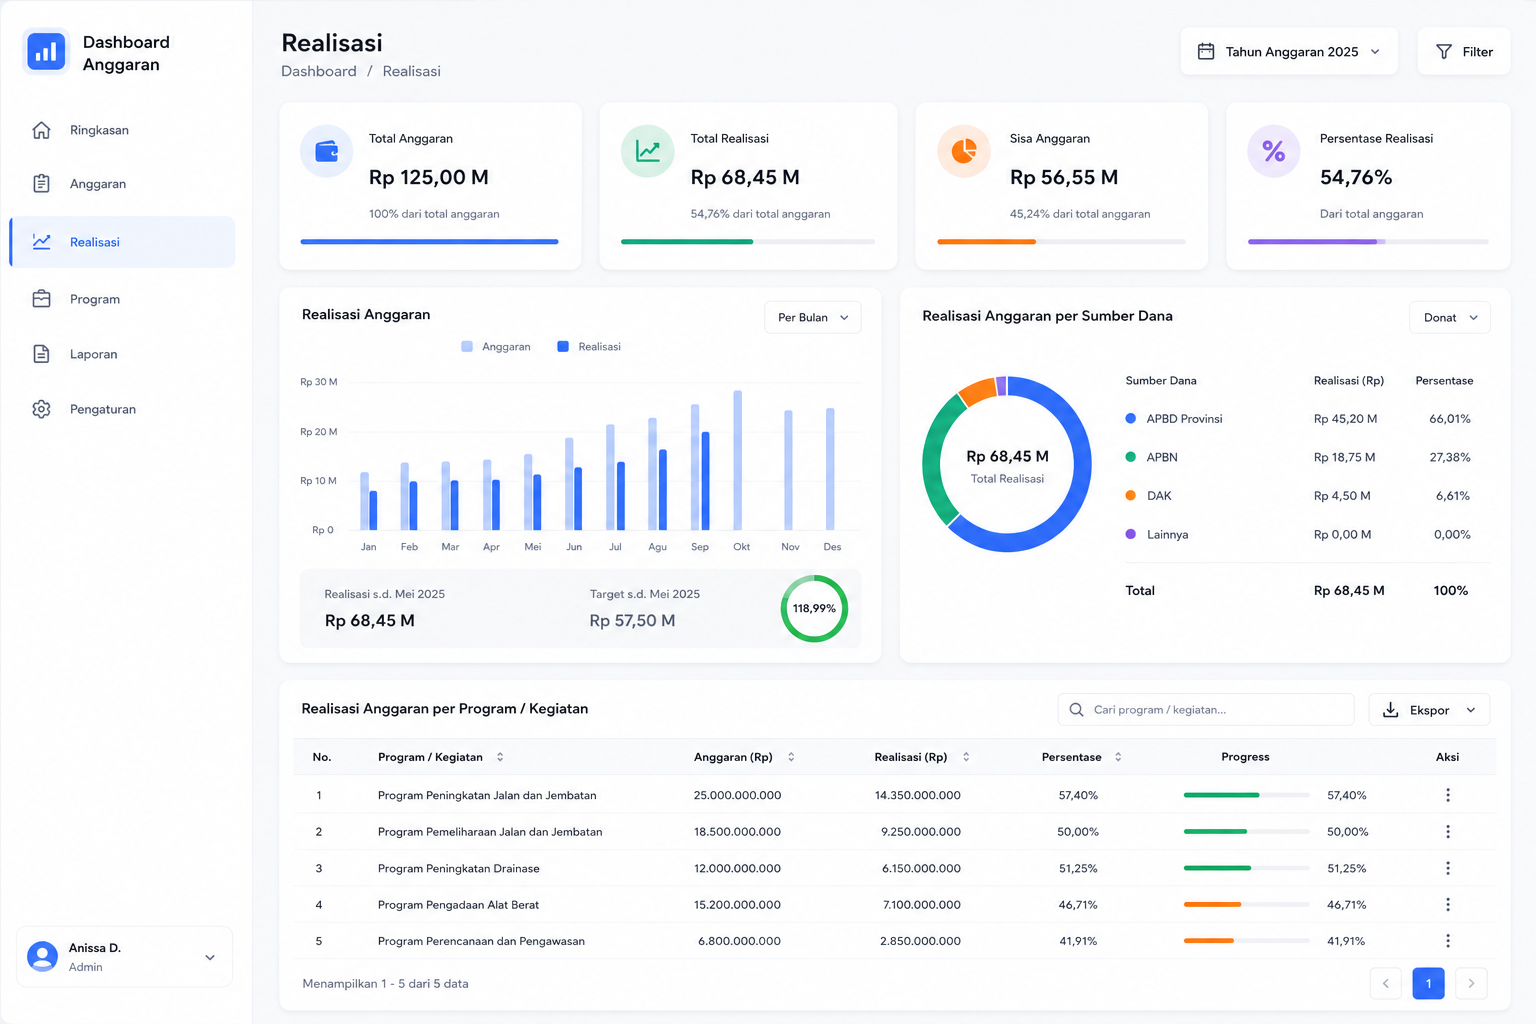 Dashboard
Anggaran
Ringkasan
Anggaran
Realisasi
Program
Laporan
Pengaturan
Anissa D.
Admin
Realisasi
Dashboard / Realisasi
Tahun Anggaran 2025
Filter
Total Anggaran
Rp 125,00 M
100% dari total anggaran
Total Realisasi
Rp 68,45 M
54,76% dari total anggaran
Sisa Anggaran
Rp 56,55 M
45,24% dari total anggaran
%
Persentase Realisasi
54,76%
Dari total anggaran
Realisasi Anggaran
Per Bulan
Anggaran Realisasi
Rp 30 M
Rp 20 M
Rp 10 M
Rp 0
Jan Feb Mar Apr Mei Jun Jul Agu Sep Okt Nov Des
Realisasi s.d. Mei 2025
Rp 68,45 M
Target s.d. Mei 2025
Rp 57,50 M
118,99%
Realisasi Anggaran per Sumber Dana
Donat
Rp 68,45 M
Total Realisasi
Sumber Dana Realisasi (Rp) Persentase
APBD Provinsi Rp 45,20 M 66,01%
APBN Rp 18,75 M 27,38%
DAK Rp 4,50 M 6,61%
Lainnya Rp 0,00 M 0,00%
Total Rp 68,45 M 100%
Realisasi Anggaran per Program / Kegiatan
Cari program / kegiatan...
Ekspor
No. Program / Kegiatan Anggaran (Rp) Realisasi (Rp) Persentase Progress Aksi
1 Program Peningkatan Jalan dan Jembatan 25.000.000.000 14.350.000.000 57,40% 57,40%
2 Program Pemeliharaan Jalan dan Jembatan 18.500.000.000 9.250.000.000 50,00% 50,00%
3 Program Peningkatan Drainase 12.000.000.000 6.150.000.000 51,25% 51,25%
4 Program Pengadaan Alat Berat 15.200.000.000 7.100.000.000 46,71% 46,71%
5 Program Perencanaan dan Pengawasan 6.800.000.000 2.850.000.000 41,91% 41,91%
Menampilkan 1 - 5 dari 5 data
1